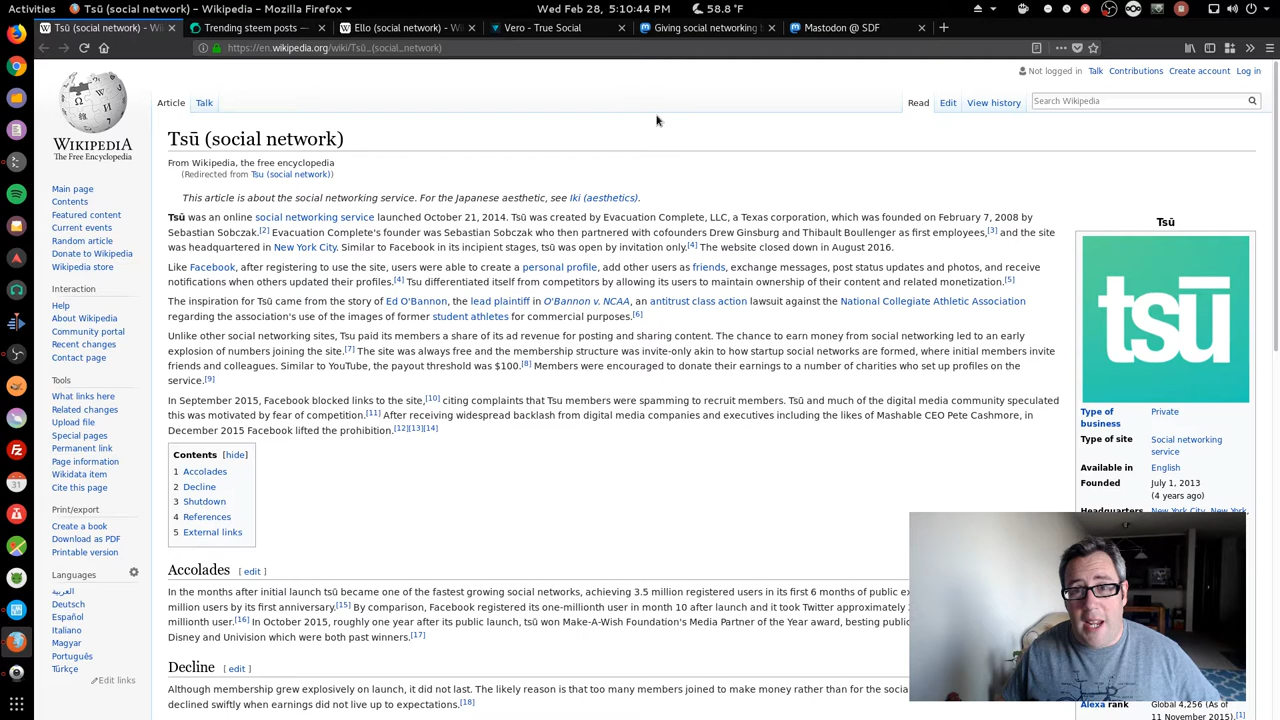 Activities
Tsū (social network) – Wikipedia – Mozilla Firefox
Wed Feb 28, 5:10:44 PM
58.8°F
Tsū (social network) - Wi
Trending steem posts —
Ello (social network) - Wi
Vero - True Social
Giving social networking b
Mastodon @ SDF
https://en.wikipedia.org/wiki/Tsū_(social_network)
Not logged in Talk Contributions Create account Log in
Article Talk
Read Edit View history
Search Wikipedia
WIKIPEDIA
The Free Encyclopedia
Main page
Contents
Featured content
Current events
Random article
Donate to Wikipedia
Wikipedia store
Interaction
Help
About Wikipedia
Community portal
Recent changes
Contact page
Tools
What links here
Related changes
Upload file
Special pages
Permanent link
Page information
Wikidata item
Cite this page
Print/export
Create a book
Download as PDF
Printable version
Languages
العربية
Deutsch
Español
Italiano
Magyar
Português
Türkçe
Edit links
Tsū (social network)
From Wikipedia, the free encyclopedia
(Redirected from Tsu (social network))
This article is about the social networking service. For the Japanese aesthetic, see Iki (aesthetics).
Tsū was an online social networking service launched October 21, 2014. Tsū was created by Evacuation Complete, LLC, a Texas corporation, which was founded on February 7, 2008 by
Sebastian Sobczak.[2] Evacuation Complete's founder was Sebastian Sobczak who then partnered with cofounders Drew Ginsburg and Thibault Boullenger as first employees,[3] and the site
was headquartered in New York City. Similar to Facebook in its incipient stages, tsū was open by invitation only.[4] The website closed down in August 2016.
Like Facebook, after registering to use the site, users were able to create a personal profile, add other users as friends, exchange messages, post status updates and photos, and receive
notifications when others updated their profiles.[4] Tsu differentiated itself from competitors by allowing its users to maintain ownership of their content and related monetization.[5]
The inspiration for Tsū came from the story of Ed O'Bannon, the lead plaintiff in O'Bannon v. NCAA, an antitrust class action lawsuit against the National Collegiate Athletic Association
regarding the association's use of the images of former student athletes for commercial purposes.[6]
Unlike other social networking sites, Tsu paid its members a share of its ad revenue for posting and sharing content. The chance to earn money from social networking led to an early
explosion of numbers joining the site.[7] The site was always free and the membership structure was invite-only akin to how startup social networks are formed, where initial members invite
friends and colleagues. Similar to YouTube, the payout threshold was $100.[8] Members were encouraged to donate their earnings to a number of charities who set up profiles on the
service.[9]
In September 2015, Facebook blocked links to the site,[10] citing complaints that Tsu members were spamming to recruit members. Tsū and much of the digital media community speculated
this was motivated by fear of competition.[11] After receiving widespread backlash from digital media companies and executives including the likes of Mashable CEO Pete Cashmore, in
December 2015 Facebook lifted the prohibition.[12][13][14]
Contents [hide]
1 Accolades
2 Decline
3 Shutdown
4 References
5 External links
Accolades [ edit ]
In the months after initial launch tsū became one of the fastest growing social networks, achieving 3.5 million registered users in its first 6 months of public ex
million users by its first anniversary.[15] By comparison, Facebook registered its one-millionth user in month 10 after launch and it took Twitter approximately
millionth user.[16] In October 2015, roughly one year after its public launch, tsū won Make-A-Wish Foundation's Media Partner of the Year award, besting public
Disney and Univision which were both past winners.[17]
Decline [ edit ]
Although membership grew explosively on launch, it did not last. The likely reason is that too many members joined to make money rather than for the social
declined swiftly when earnings did not live up to expectations.[18]
Tsū
tsū
Type of business Private
Type of site Social networking service
Available in English
Founded July 1, 2013
(4 years ago)
Headquarters New York City, New York,
Alexa rank Global 4,256 (As of
11 November 2015).[1]